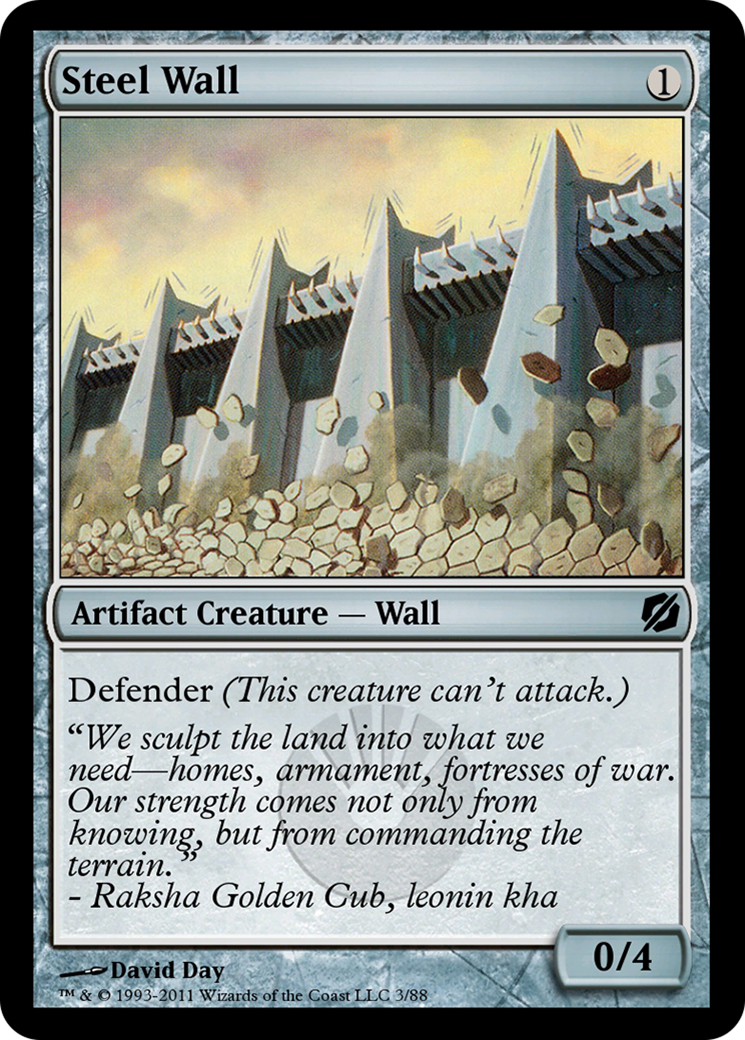 Steel Wall
1
Artifact Creature — Wall
Defender (This creature can't attack.)
“We sculpt the land into what we
need—homes, armament, fortresses of war.
Our strength comes not only from
knowing, but from commanding the
terrain.”
- Raksha Golden Cub, leonin kha
0/4
David Day
™ & © 1993-2011 Wizards of the Coast LLC 3/88